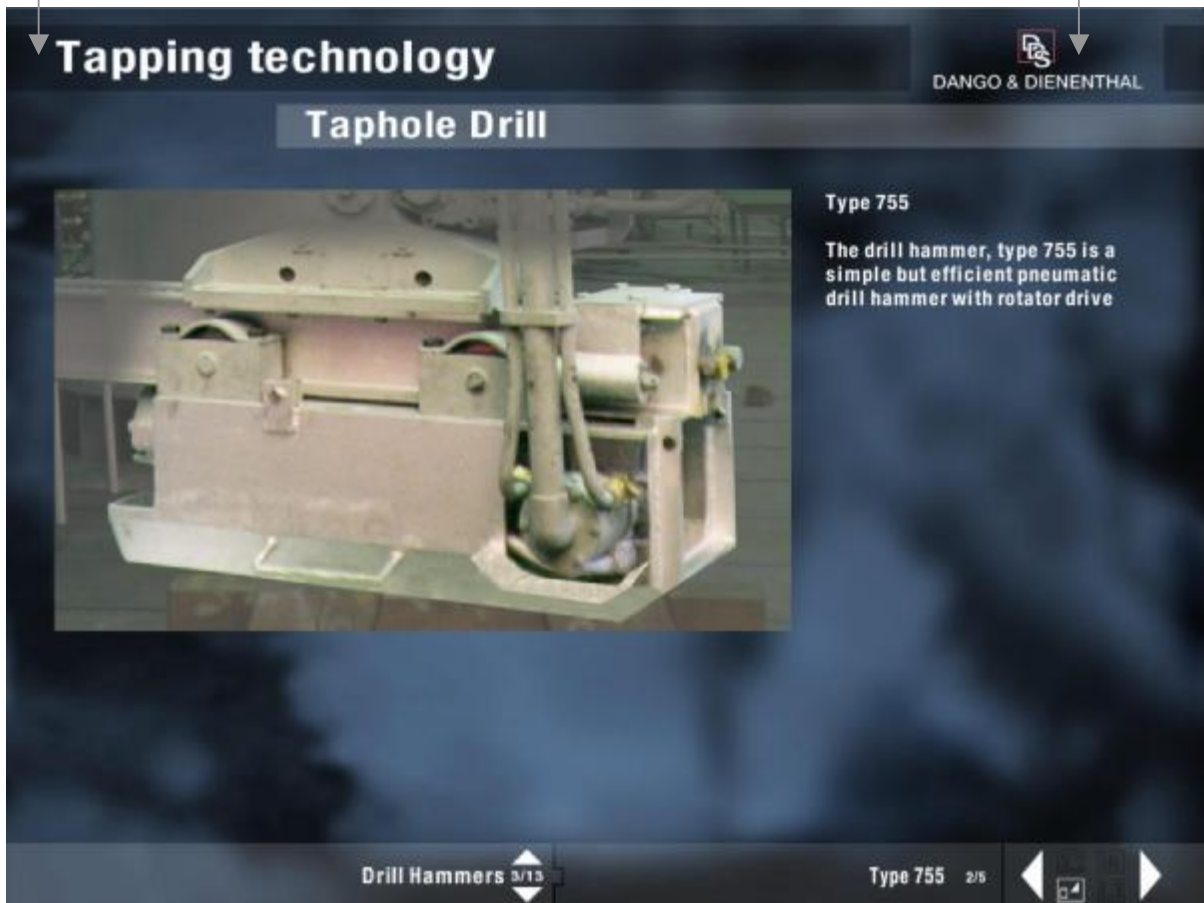 Tapping technology
DDS
DANGO & DIENENTHAL
Taphole Drill
Type 755
The drill hammer, type 755 is a
simple but efficient pneumatic
drill hammer with rotator drive
Drill Hammers 3/13
Type 755 2/5